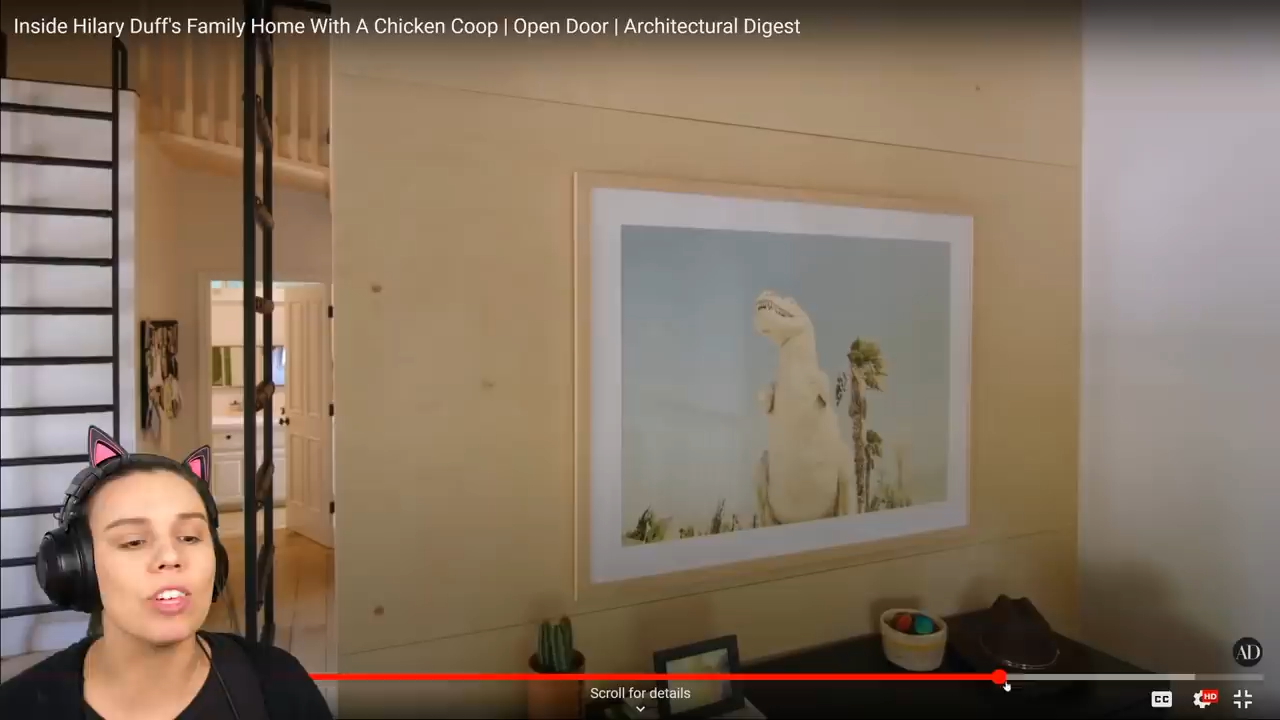 Inside Hilary Duff's Family Home With A Chicken Coop | Open Door | Architectural Digest
AD
Scroll for details
CC
HD